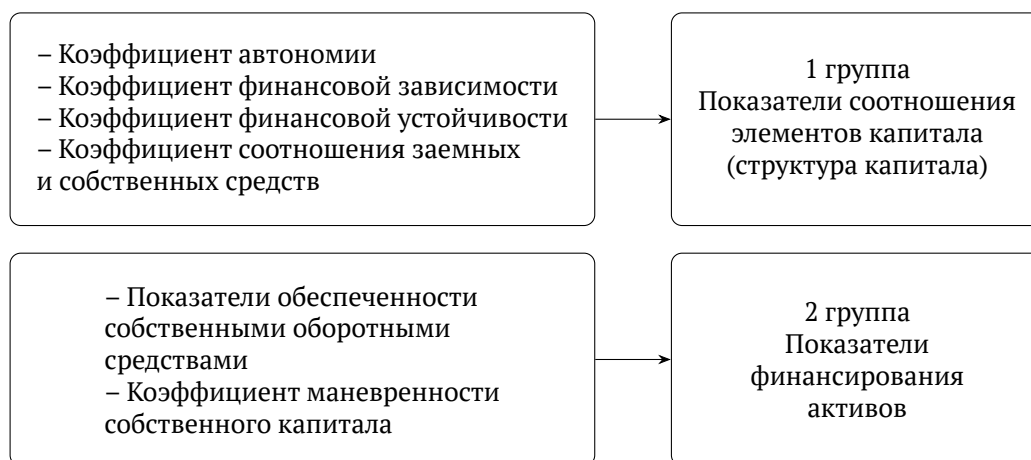 – Коэффициент автономии
– Коэффициент финансовой зависимости
– Коэффициент финансовой устойчивости
– Коэффициент соотношения заемных
и собственных средств
1 группа
Показатели соотношения
элементов капитала
(структура капитала)
– Показатели обеспеченности
собственными оборотными
средствами
– Коэффициент маневренности
собственного капитала
2 группа
Показатели
финансирования
активов